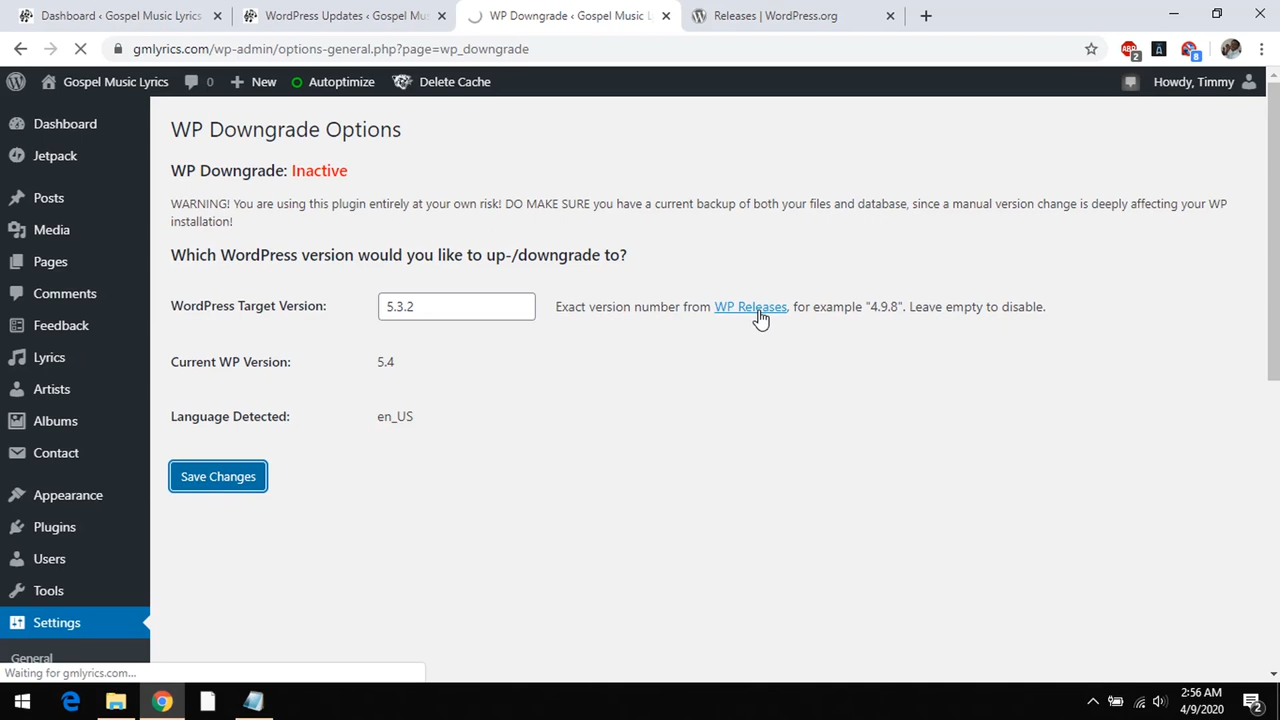 Dashboard ‹ Gospel Music Lyrics
WordPress Updates ‹ Gospel Mus
WP Downgrade ‹ Gospel Music L
Releases | WordPress.org
gmlyrics.com/wp-admin/options-general.php?page=wp_downgrade
ABP
2
8
Gospel Music Lyrics
0
New
Autoptimize
Delete Cache
Howdy, Timmy
Dashboard
Jetpack
Posts
Media
Pages
Comments
Feedback
Lyrics
Artists
Albums
Contact
Appearance
Plugins
Users
Tools
Settings
General
WP Downgrade Options
WP Downgrade: Inactive
WARNING! You are using this plugin entirely at your own risk! DO MAKE SURE you have a current backup of both your files and database, since a manual version change is deeply affecting your WP
installation!
Which WordPress version would you like to up-/downgrade to?
WordPress Target Version: 5.3.2 Exact version number from WP Releases, for example "4.9.8". Leave empty to disable.
Current WP Version: 5.4
Language Detected: en_US
Save Changes
Waiting for gmlyrics.com...
2:56 AM
4/9/2020
2